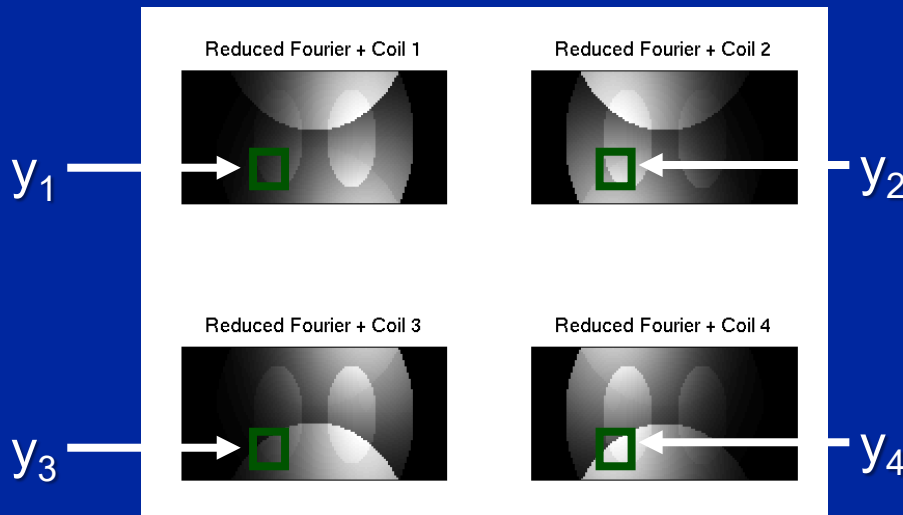 Reduced Fourier + Coil 1
Reduced Fourier + Coil 2
y₁
y₂
Reduced Fourier + Coil 3
Reduced Fourier + Coil 4
y₃
y₄